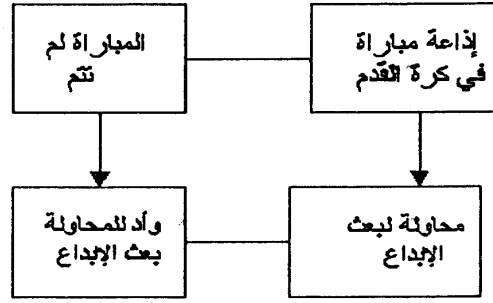 إذاعة مباراة
في كرة القدم
المباراة لم
تتم
محاولة لبعث
الإبداع
وأد للمحاولة
بعث الإبداع